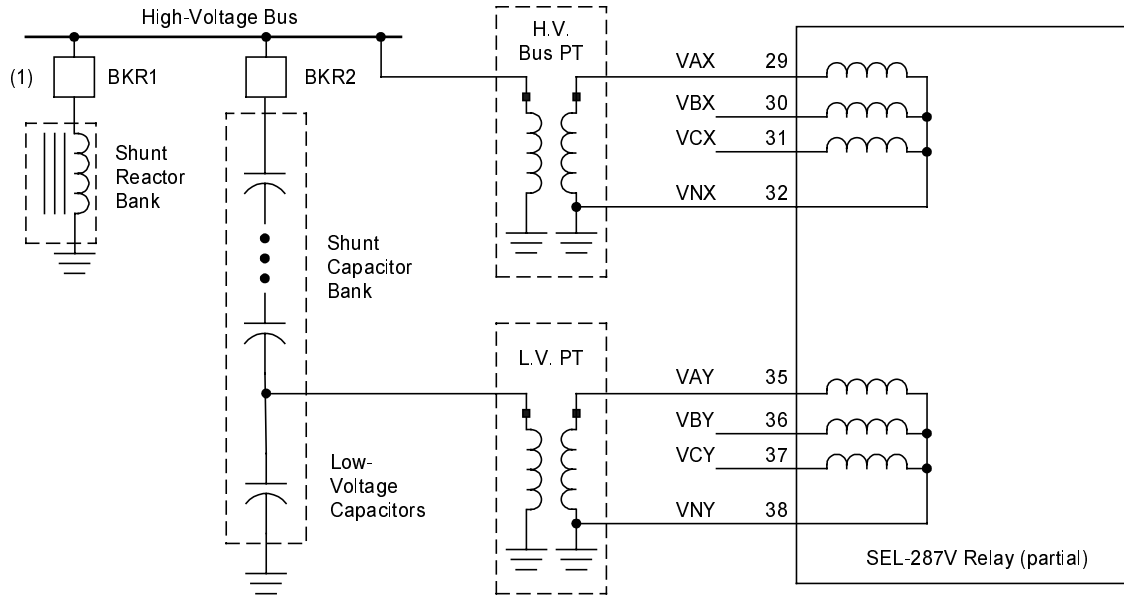 High-Voltage Bus
(1)
BKR1
BKR2
Shunt
Reactor
Bank
Shunt
Capacitor
Bank
Low-
Voltage
Capacitors
H.V.
Bus PT
L.V. PT
VAX 29
VBX 30
VCX 31
VNX 32
VAY 35
VBY 36
VCY 37
VNY 38
SEL-287V Relay (partial)